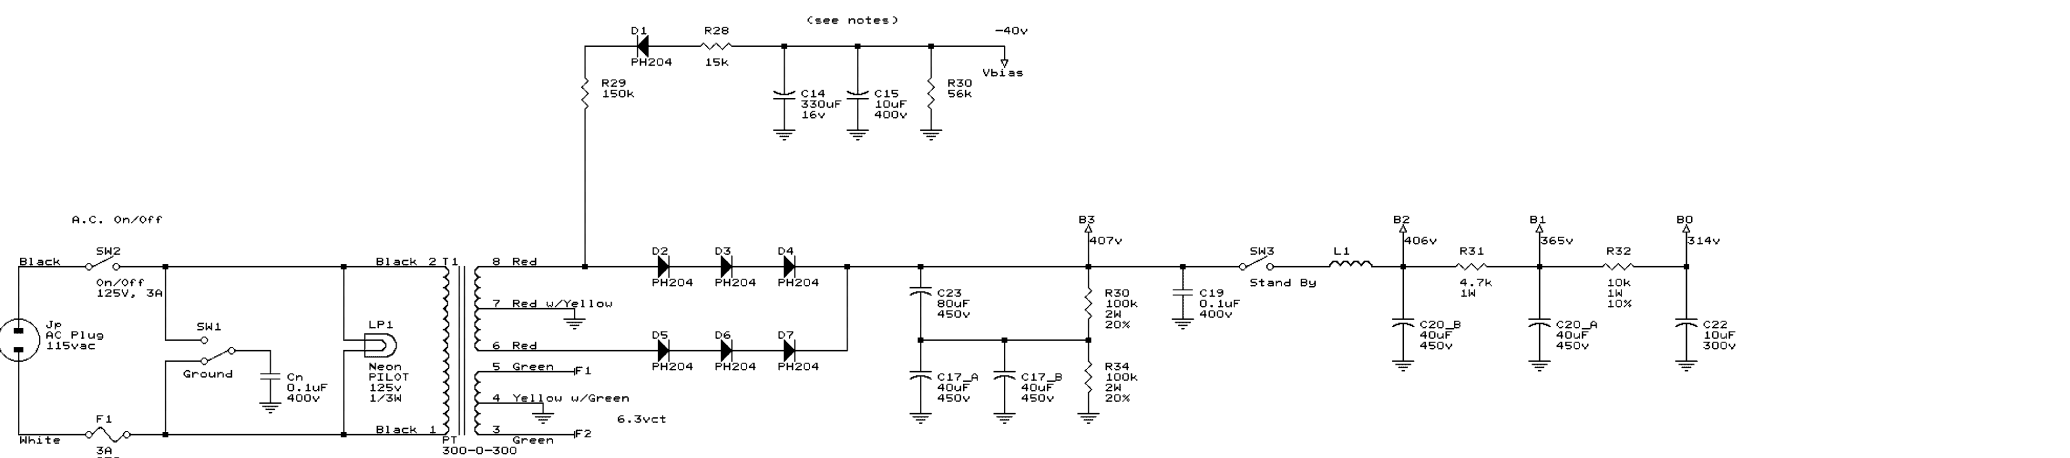 (see notes)
D1
PH204
R28
15k
-40v
Vbias
R29
150k
C14
330uF
16v
C15
10uF
400v
R30
56k
A.C. On/Off
Black
SW2
On/Off
125V, 3A
Jp
AC Plug
115vac
White
F1
3A
SW1
Ground
Cn
0.1uF
400v
LP1
Neon
PILOT
125v
1/3W
Black 2
T1
Black 1
PT
300-0-300
8 Red
7 Red w/Yellow
6 Red
5 Green
F1
4 Yellow w/Green
6.3vct
3 Green
F2
D2
PH204
D3
PH204
D4
PH204
D5
PH204
D6
PH204
D7
PH204
C23
80uF
450v
C17_A
40uF
450v
C17_B
40uF
450v
B3
407v
R30
100k
2W
20%
R34
100k
2W
20%
C19
0.1uF
400v
SW3
Stand By
L1
B2
406v
C20_B
40uF
450v
R31
4.7k
1W
B1
365v
C20_A
40uF
450v
R32
10k
1W
10%
B0
314v
C22
10uF
300v